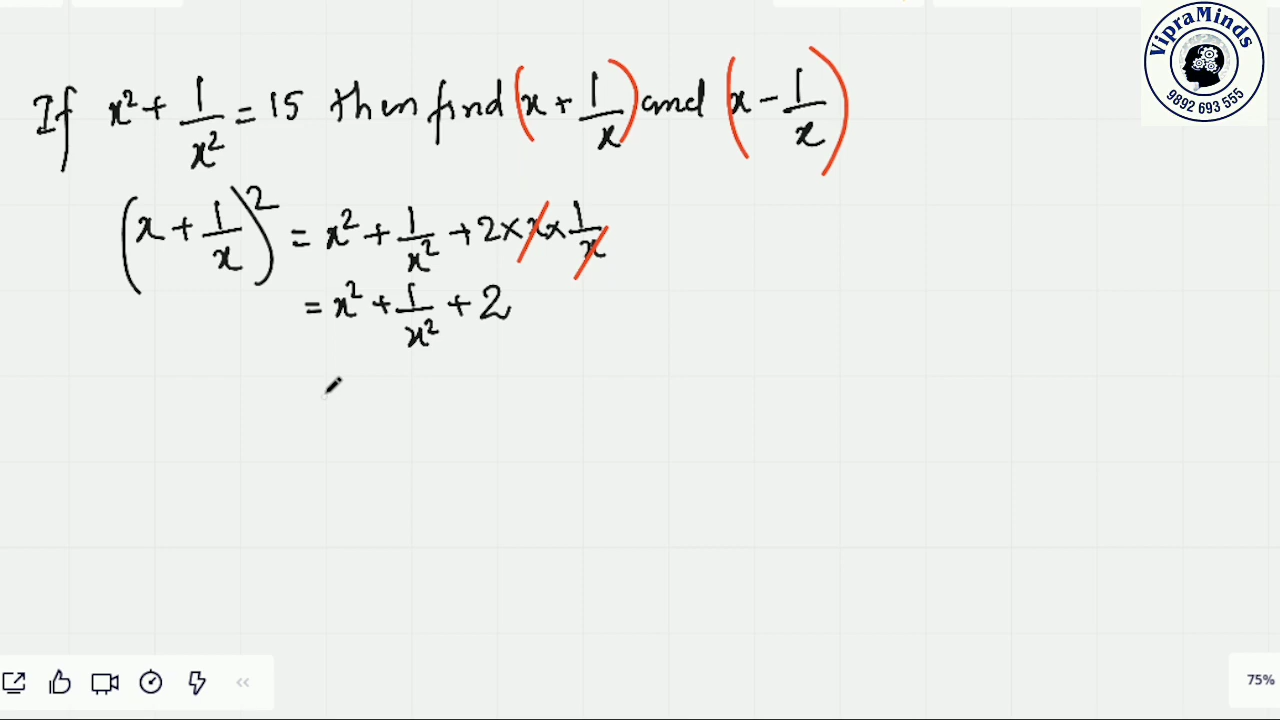 VipraMinds
9892 693 555
If x² + 1/x² = 15 then find (x + 1/x) and (x - 1/x)
(x + 1/x)² = x² + 1/x² + 2 × x × 1/x
= x² + 1/x² + 2
75%